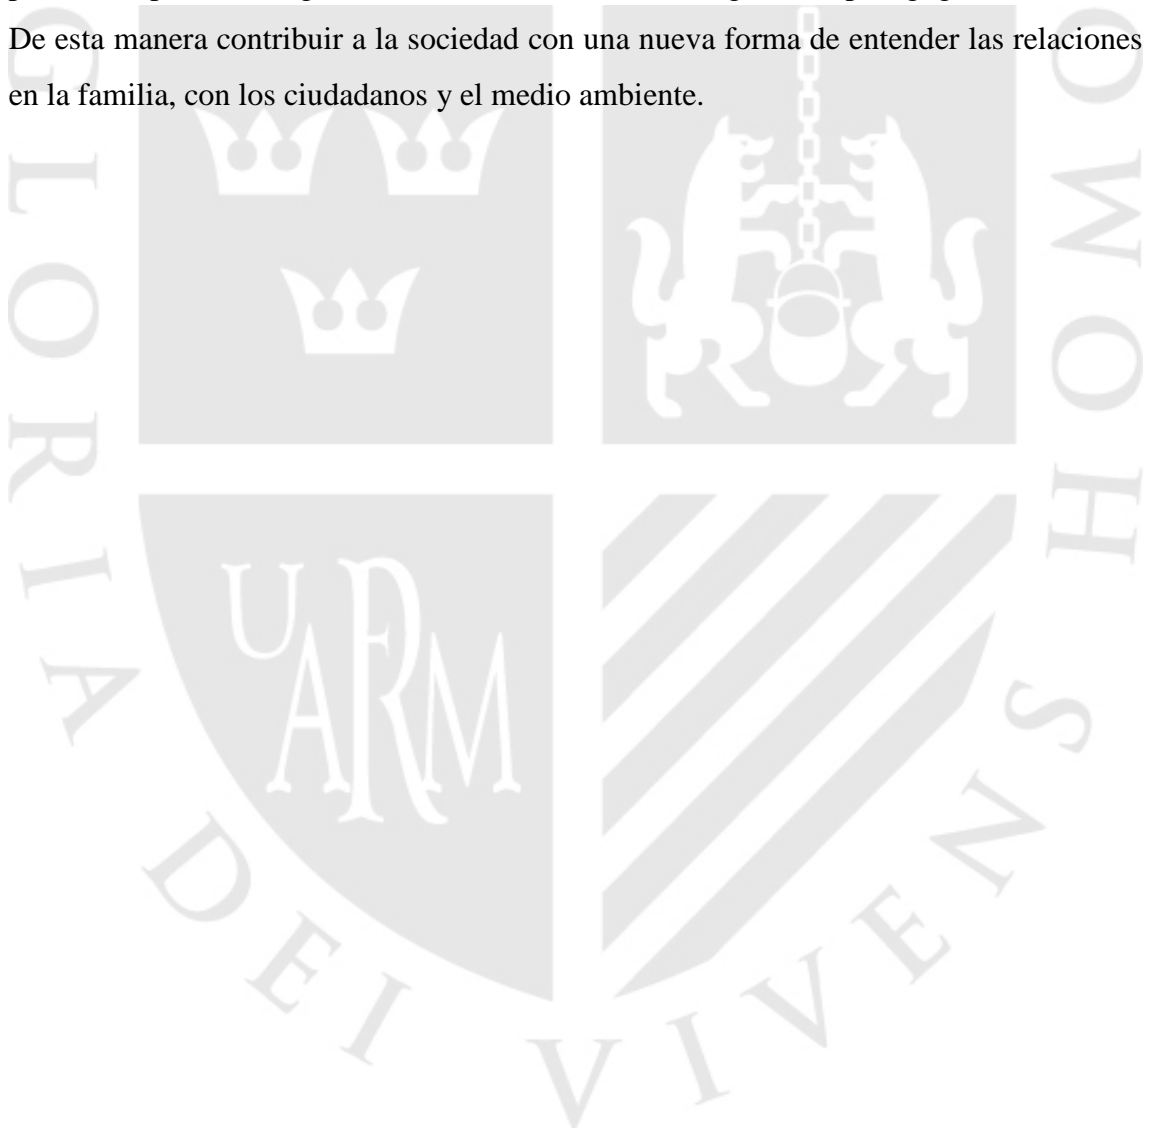 De esta manera contribuir a la sociedad con una nueva forma de entender las relaciones
en la familia, con los ciudadanos y el medio ambiente.
GLORIA DEI VIVENS HOMO
UARM